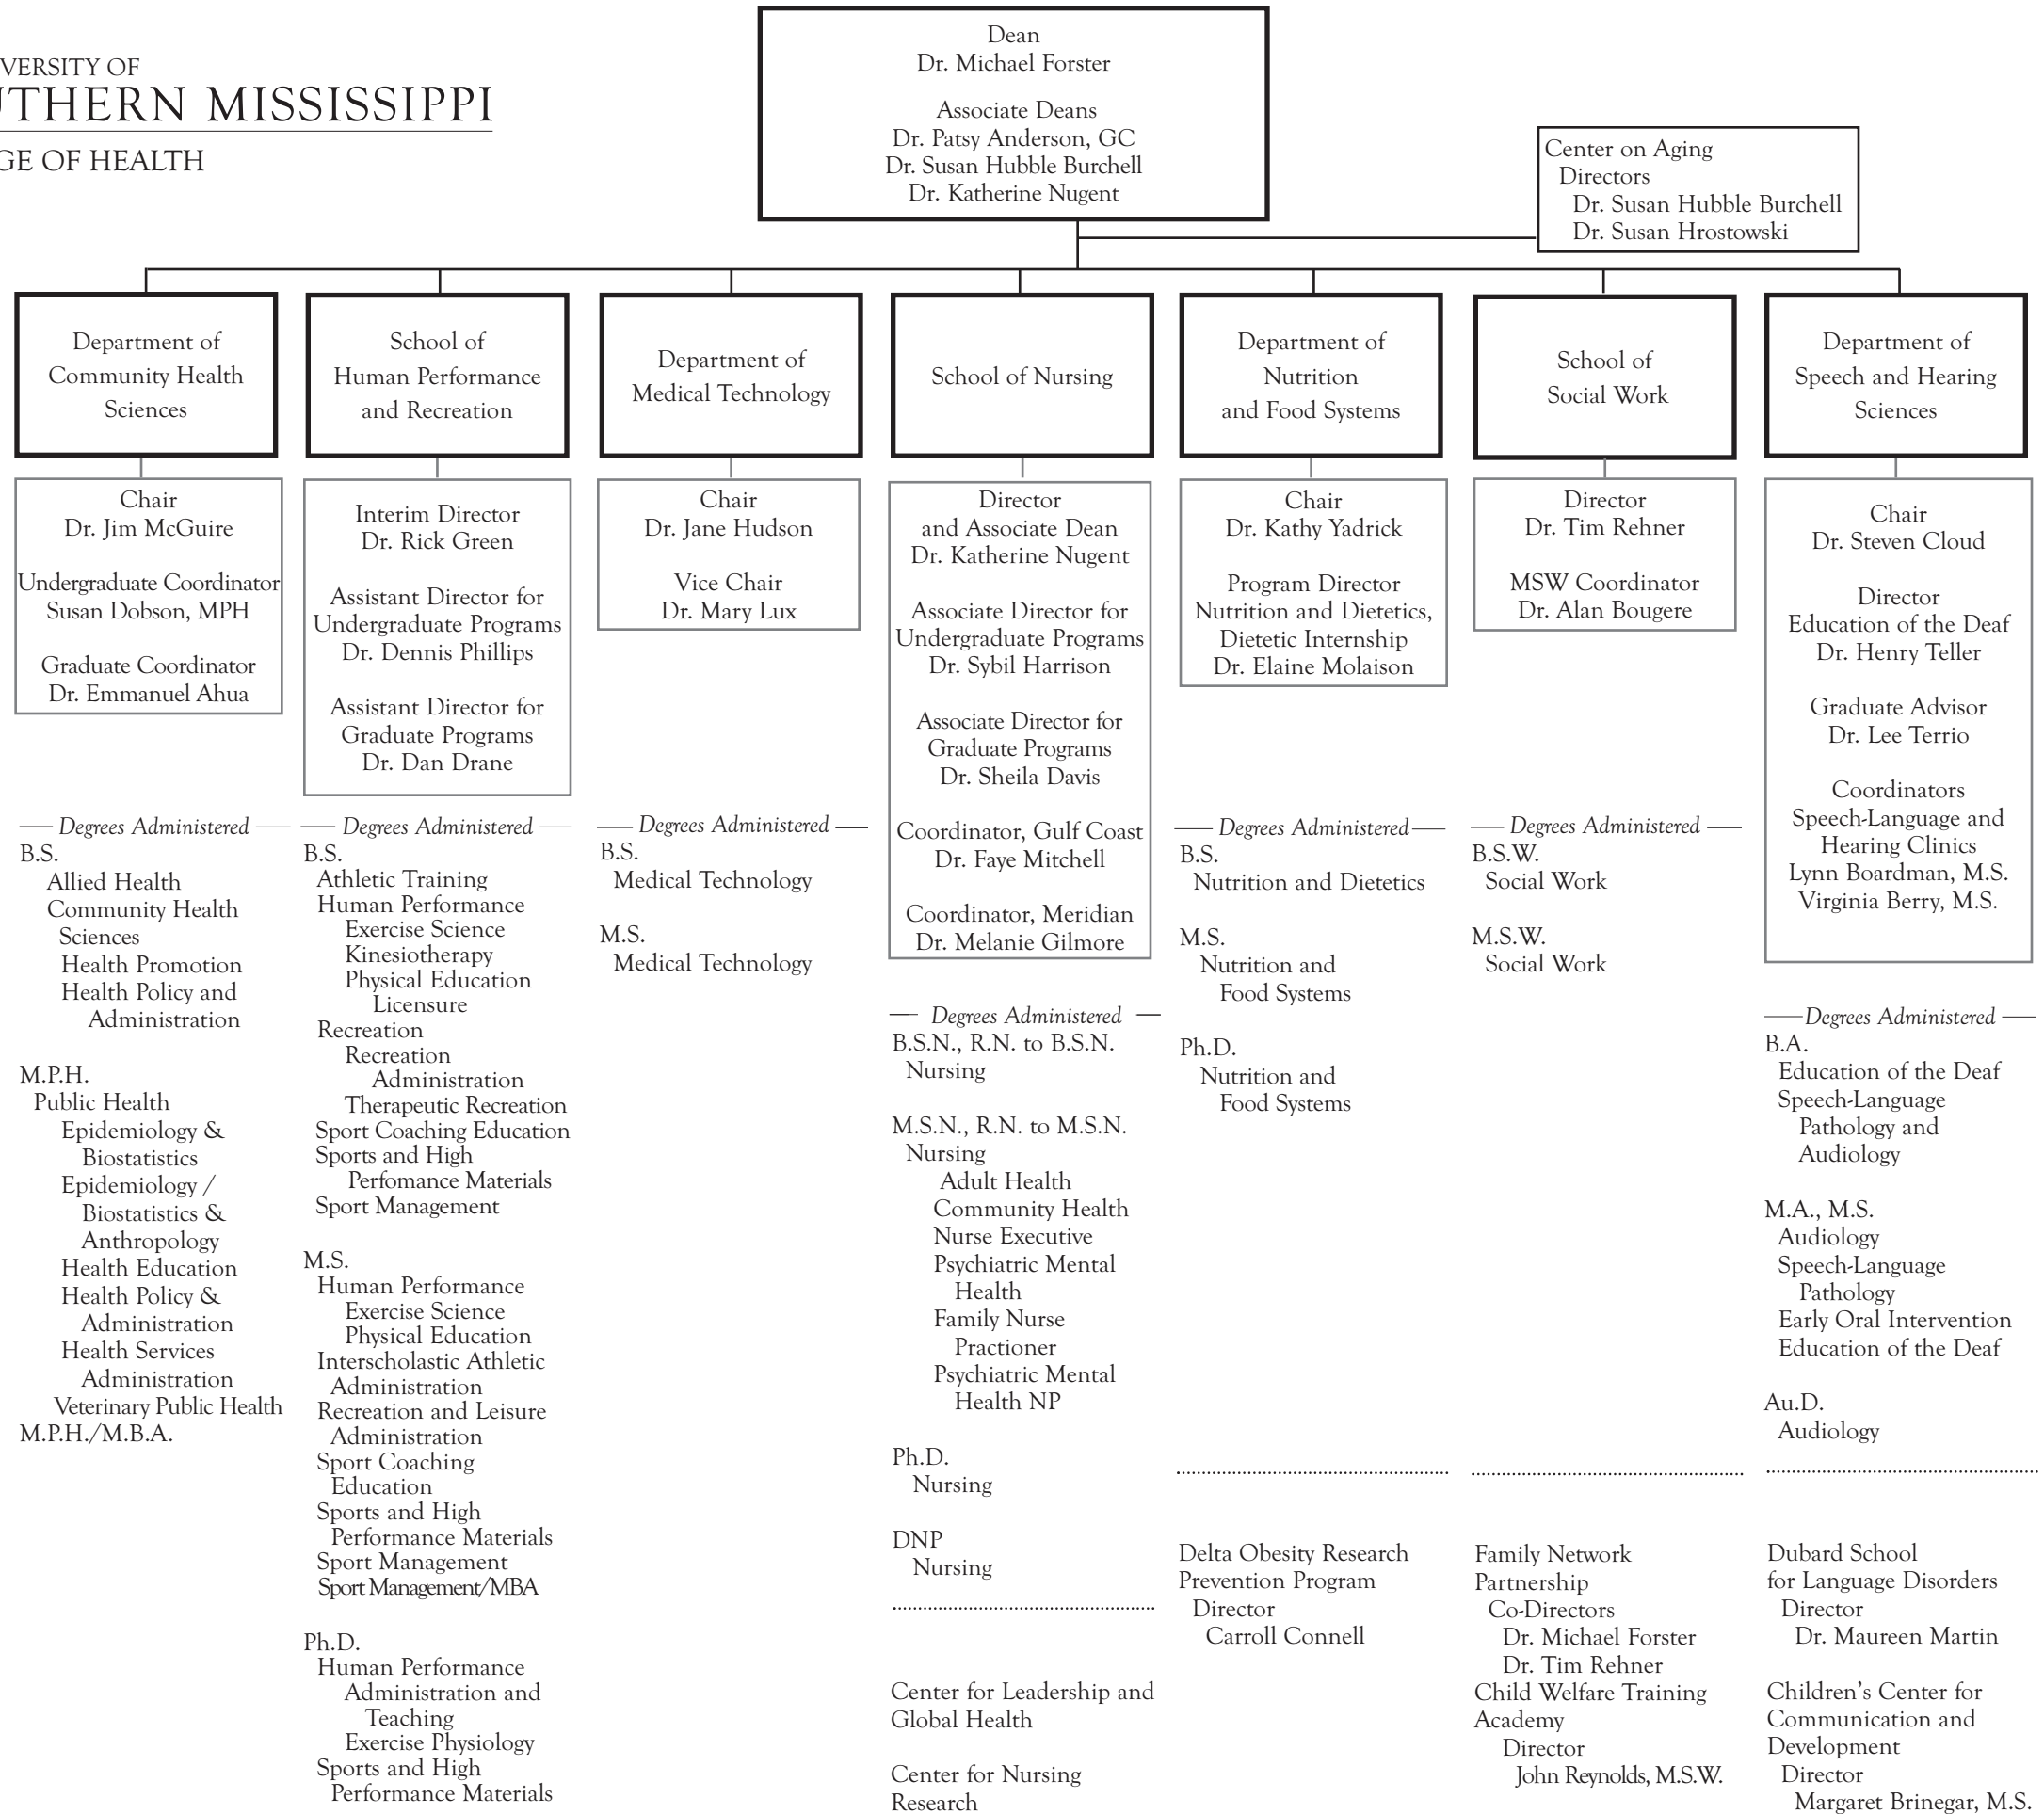 VERSITY OF
UTHERN MISSISSIPPI
GE OF HEALTH
Dean
Dr. Michael Forster
Associate Deans
Dr. Patsy Anderson, GC
Dr. Susan Hubble Burchell
Dr. Katherine Nugent
Center on Aging
Directors
Dr. Susan Hubble Burchell
Dr. Susan Hrostowski
Department of
Community Health
Sciences
Chair
Dr. Jim McGuire
Undergraduate Coordinator
Susan Dobson, MPH
Graduate Coordinator
Dr. Emmanuel Ahua
Degrees Administered
B.S.
Allied Health
Community Health
Sciences
Health Promotion
Health Policy and
Administration
M.P.H.
Public Health
Epidemiology &
Biostatistics
Epidemiology /
Biostatistics &
Anthropology
Health Education
Health Policy &
Administration
Health Services
Administration
Veterinary Public Health
M.P.H./M.B.A.
School of
Human Performance
and Recreation
Interim Director
Dr. Rick Green
Assistant Director for
Undergraduate Programs
Dr. Dennis Phillips
Assistant Director for
Graduate Programs
Dr. Dan Drane
Degrees Administered
B.S.
Athletic Training
Human Performance
Exercise Science
Kinesiotherapy
Physical Education
Licensure
Recreation
Recreation
Administration
Therapeutic Recreation
Sport Coaching Education
Sports and High
Perfomance Materials
Sport Management
M.S.
Human Performance
Exercise Science
Physical Education
Interscholastic Athletic
Administration
Recreation and Leisure
Administration
Sport Coaching
Education
Sports and High
Performance Materials
Sport Management
Sport Management/MBA
Ph.D.
Human Performance
Administration and
Teaching
Exercise Physiology
Sports and High
Performance Materials
Department of
Medical Technology
Chair
Dr. Jane Hudson
Vice Chair
Dr. Mary Lux
Degrees Administered
B.S.
Medical Technology
M.S.
Medical Technology
School of Nursing
Director
and Associate Dean
Dr. Katherine Nugent
Associate Director for
Undergraduate Programs
Dr. Sybil Harrison
Associate Director for
Graduate Programs
Dr. Sheila Davis
Coordinator, Gulf Coast
Dr. Faye Mitchell
Coordinator, Meridian
Dr. Melanie Gilmore
Degrees Administered
B.S.N., R.N. to B.S.N.
Nursing
M.S.N., R.N. to M.S.N.
Nursing
Adult Health
Community Health
Nurse Executive
Psychiatric Mental
Health
Family Nurse
Practioner
Psychiatric Mental
Health NP
Ph.D.
Nursing
DNP
Nursing
Center for Leadership and
Global Health
Center for Nursing
Research
Department of
Nutrition
and Food Systems
Chair
Dr. Kathy Yadrick
Program Director
Nutrition and Dietetics,
Dietetic Internship
Dr. Elaine Molaison
Degrees Administered
B.S.
Nutrition and Dietetics
M.S.
Nutrition and
Food Systems
Ph.D.
Nutrition and
Food Systems
Delta Obesity Research
Prevention Program
Director
Carroll Connell
School of
Social Work
Director
Dr. Tim Rehner
MSW Coordinator
Dr. Alan Bougere
Degrees Administered
B.S.W.
Social Work
M.S.W.
Social Work
Family Network
Partnership
Co-Directors
Dr. Michael Forster
Dr. Tim Rehner
Child Welfare Training
Academy
Director
John Reynolds, M.S.W.
Department of
Speech and Hearing
Sciences
Chair
Dr. Steven Cloud
Director
Education of the Deaf
Dr. Henry Teller
Graduate Advisor
Dr. Lee Terrio
Coordinators
Speech-Language and
Hearing Clinics
Lynn Boardman, M.S.
Virginia Berry, M.S.
Degrees Administered
B.A.
Education of the Deaf
Speech-Language
Pathology and
Audiology
M.A., M.S.
Audiology
Speech-Language
Pathology
Early Oral Intervention
Education of the Deaf
Au.D.
Audiology
Dubard School
for Language Disorders
Director
Dr. Maureen Martin
Children's Center for
Communication and
Development
Director
Margaret Brinegar, M.S.